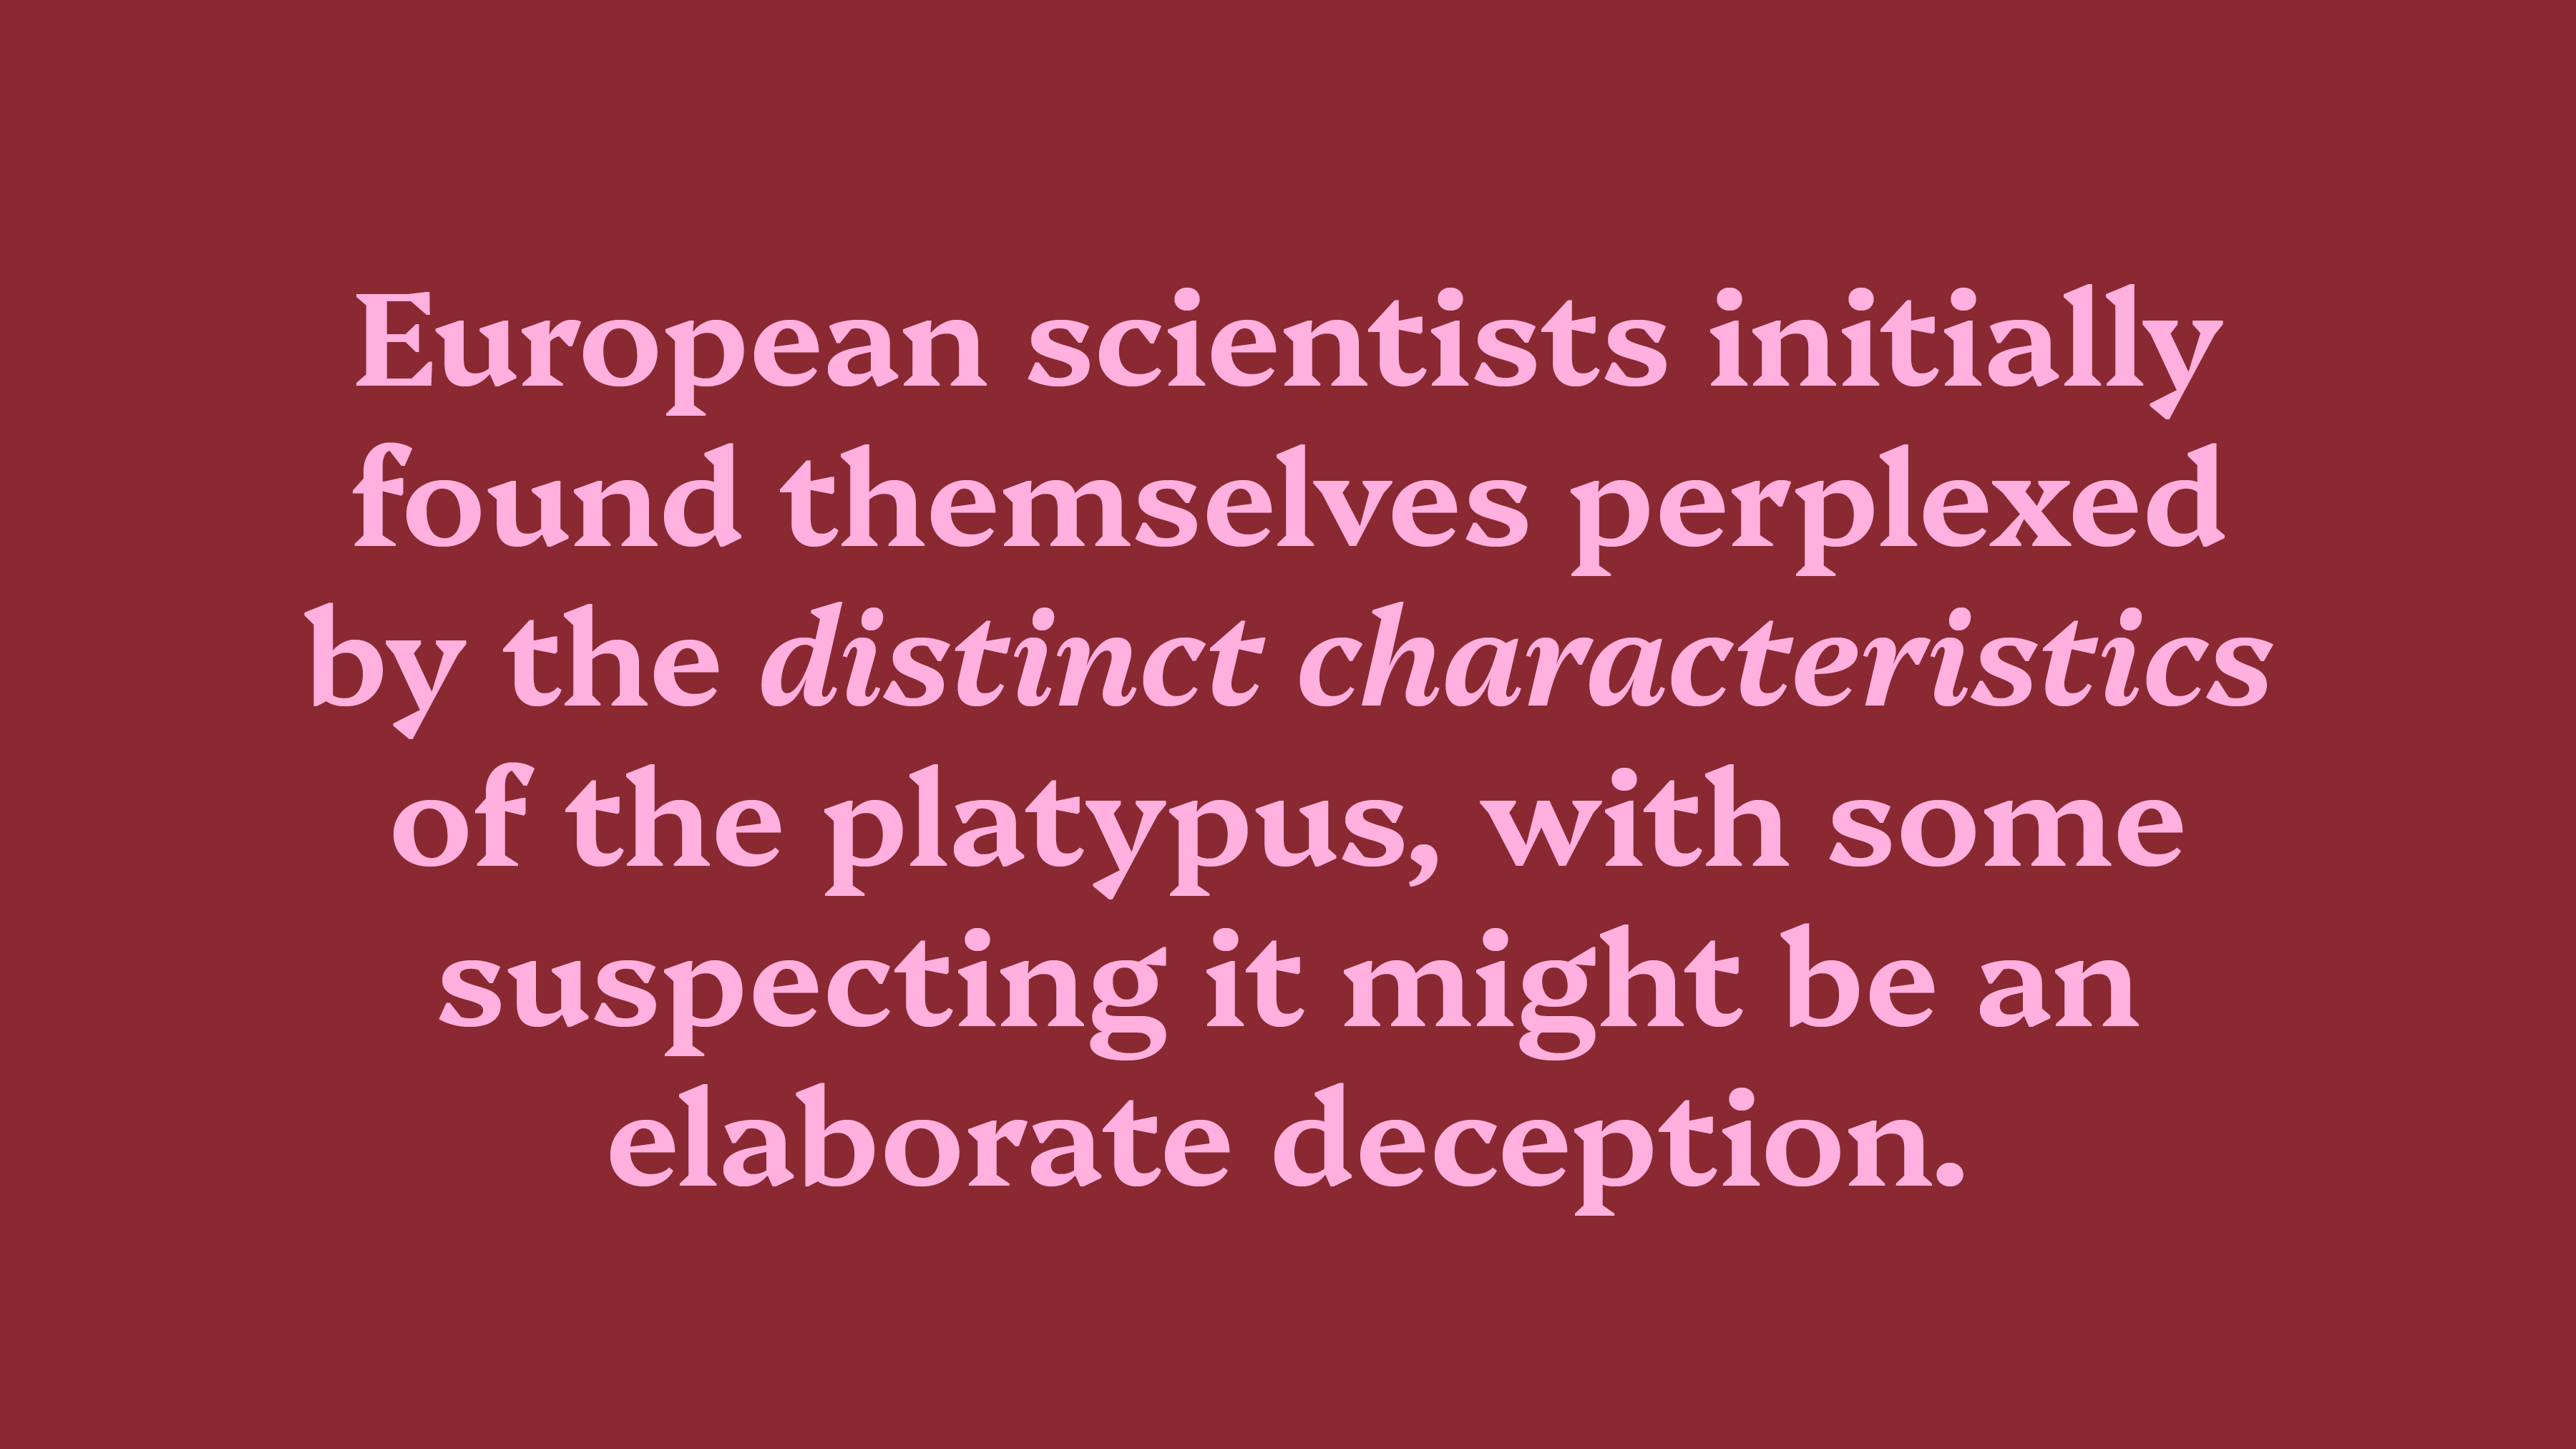 European scientists initially
found themselves perplexed
by the distinct characteristics
of the platypus, with some
suspecting it might be an
elaborate deception.